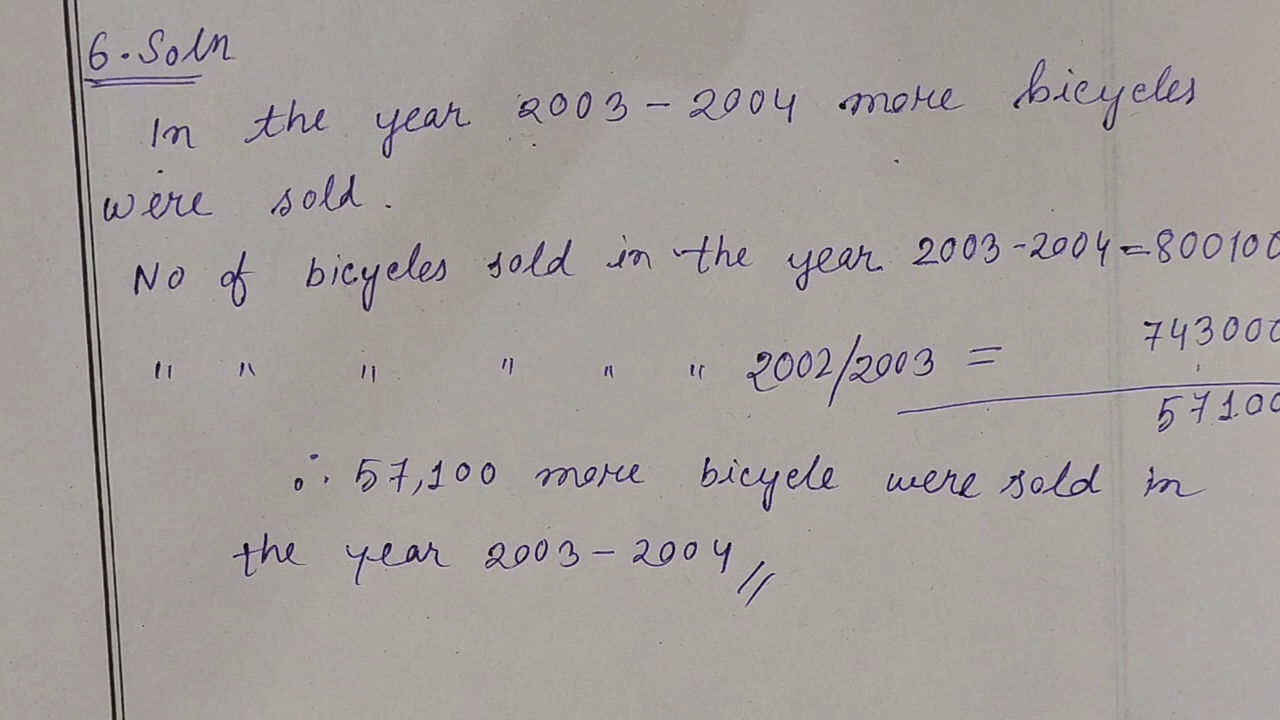 6. Soln
In the year 2003-2004 more bicycles
were sold.
No of bicycles sold in the year 2003-2004=800100
" " " " " " 2002/2003 = 743000
57100
∴ 57,100 more bicycle were sold in
the year 2003-2004//